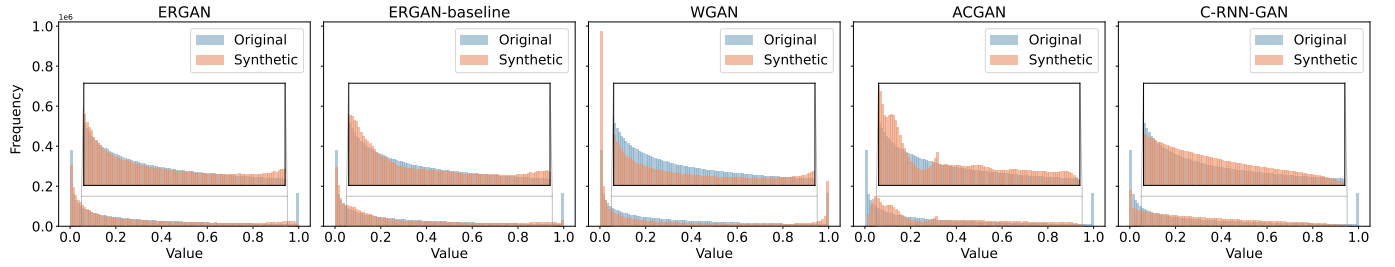 ERGAN
ERGAN-baseline
WGAN
ACGAN
C-RNN-GAN
1e6
1.0
0.8
0.6
0.4
0.2
0.0
Frequency
Original
Synthetic
Original
Synthetic
Original
Synthetic
Original
Synthetic
Original
Synthetic
0.0 0.2 0.4 0.6 0.8 1.0
0.0 0.2 0.4 0.6 0.8 1.0
0.0 0.2 0.4 0.6 0.8 1.0
0.0 0.2 0.4 0.6 0.8 1.0
0.0 0.2 0.4 0.6 0.8 1.0
Value
Value
Value
Value
Value